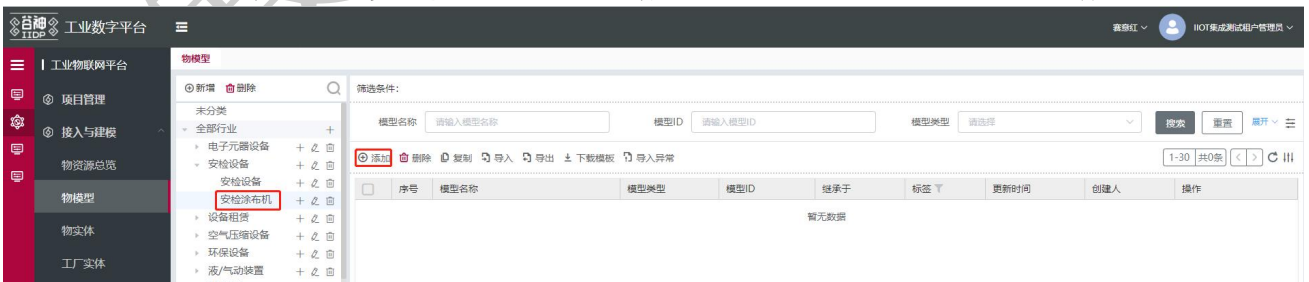 谷神 IIDP 工业数字平台 赛意红 IIOT集成测试租户管理员
工业物联网平台
项目管理
接入与建模
物资源总览
物模型
物实体
工厂实体
物模型
新增 删除
未分类
全部行业
电子元器设备
安检设备
安检设备
安检涂布机
设备租赁
空气压缩设备
环保设备
液/气动装置
筛选条件：
模型名称 请输入模型名称 模型ID 请输入模型ID 模型类型 请选择 搜索 重置 展开
添加 删除 复制 导入 导出 下载模板 导入异常 1-30 共0条
序号 模型名称 模型类型 模型ID 继承于 标签 更新时间 创建人 操作
暂无数据